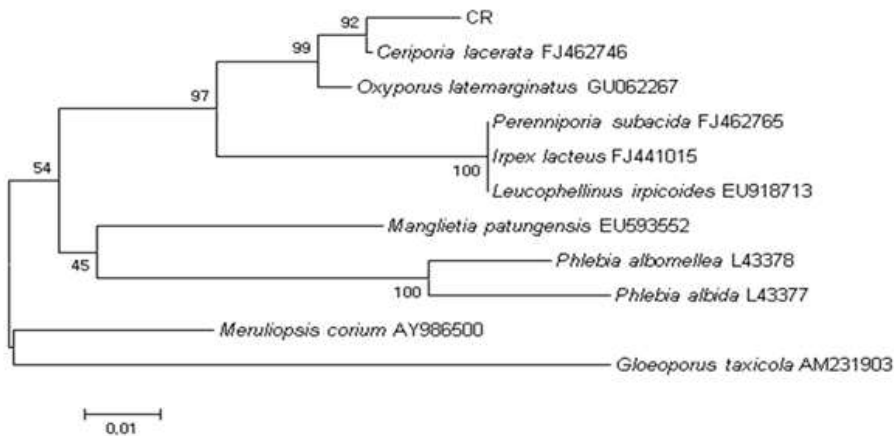 92
CR
99
Ceriporia lacerata FJ462746
97
Oxyporus latemarginatus GU062267
Perenniporia subacida FJ462765
54
Irpex lacteus FJ441015
100
Leucophellinus irpicoides EU918713
Manglietia patungensis EU593552
45
Phlebia albomellea L43378
100
Phlebia albida L43377
Meruliopsis corium AY986500
Gloeoporus taxicola AM231903
0,01